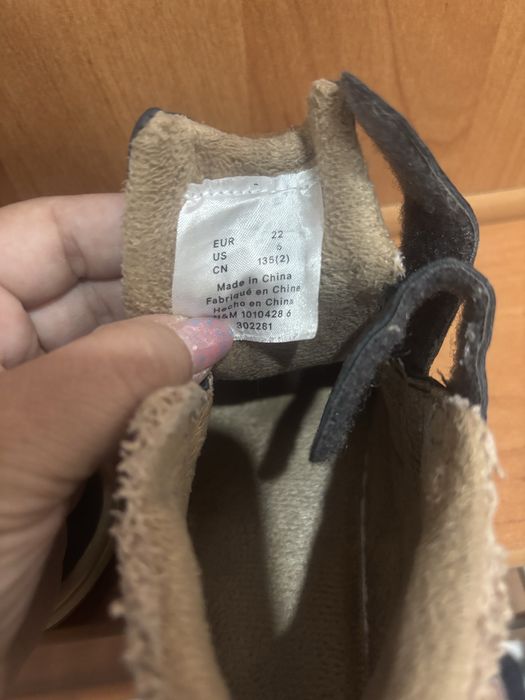 EUR 22
US 6
CN 135(2)
Made in China
Fabriqué en Chine
Hecho en China
H&M 1010428 6
302281